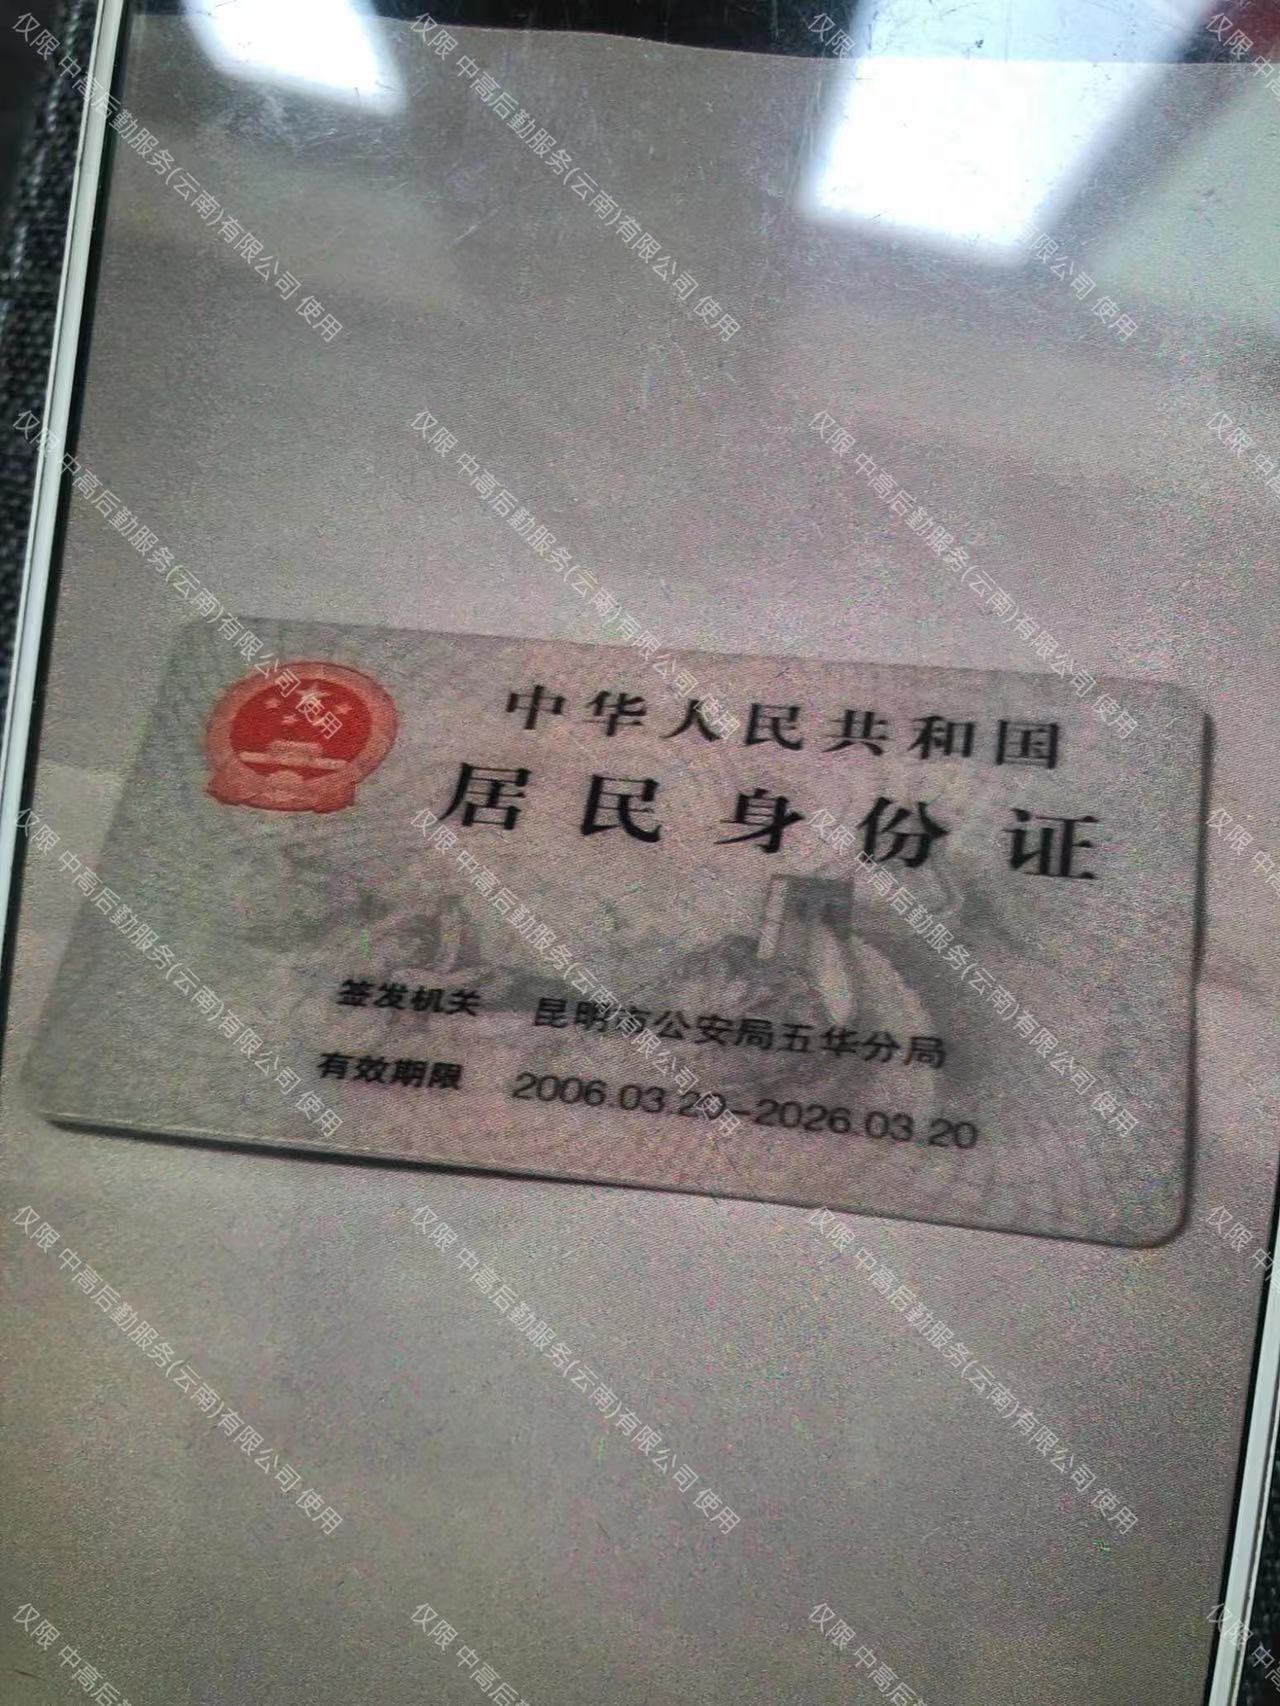 中华人民共和国
居民身份证
签发机关 昆明市公安局五华分局
有效期限 2006.03.20-2026.03.20
仅限 中高后勤服务(云南)有限公司 使用